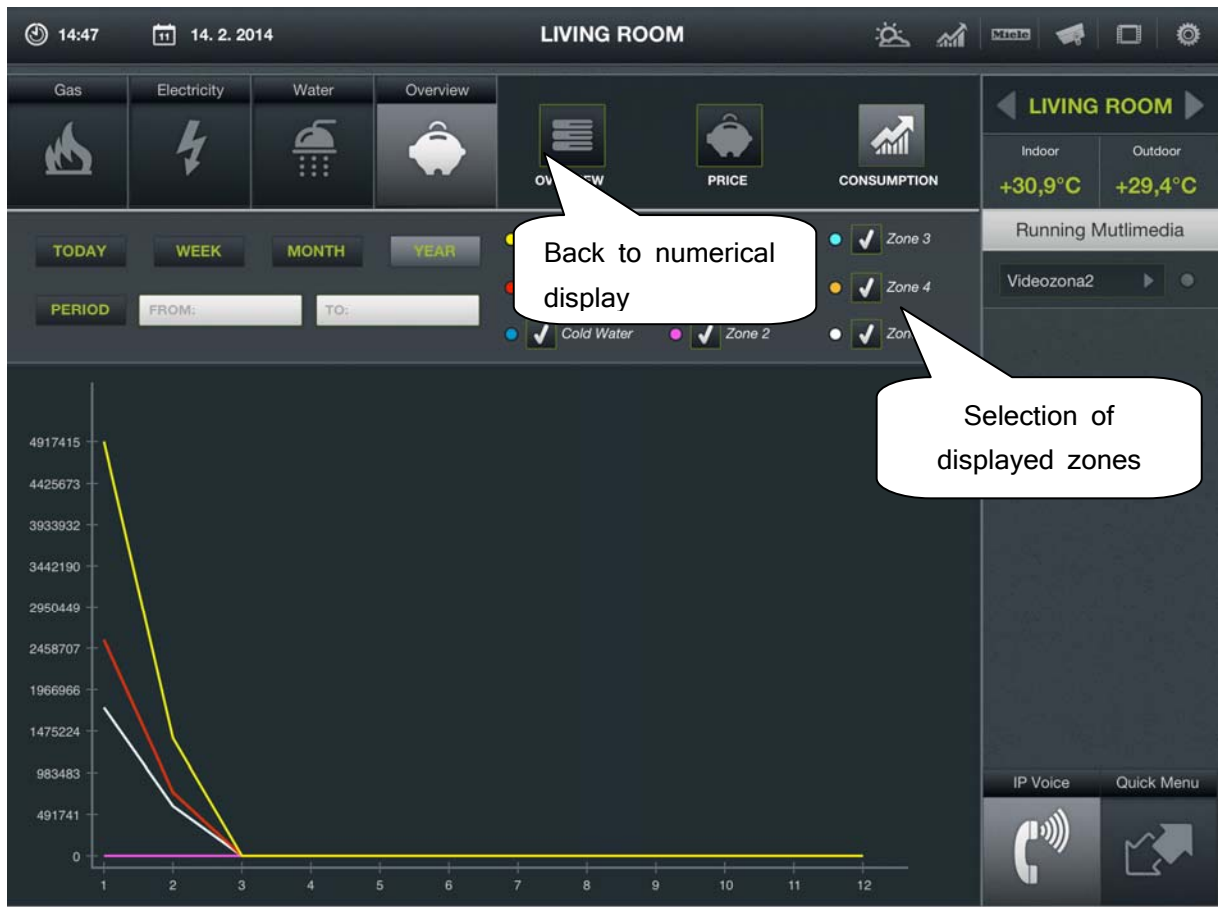 14:47
14. 2. 2014
LIVING ROOM
Miele
Gas
Electricity
Water
Overview
PRICE
CONSUMPTION
LIVING ROOM
Indoor
Outdoor
+30,9°C
+29,4°C
Running Mutlimedia
Videozona2
TODAY
WEEK
MONTH
YEAR
PERIOD
FROM:
TO:
Back to numerical
display
Zone 3
Zone 4
Cold Water
Zone 2
Selection of
displayed zones
4917415
4425673
3933932
3442190
2950449
2458707
1966966
1475224
983483
491741
0
1
2
3
4
5
6
7
8
9
10
11
12
IP Voice
Quick Menu